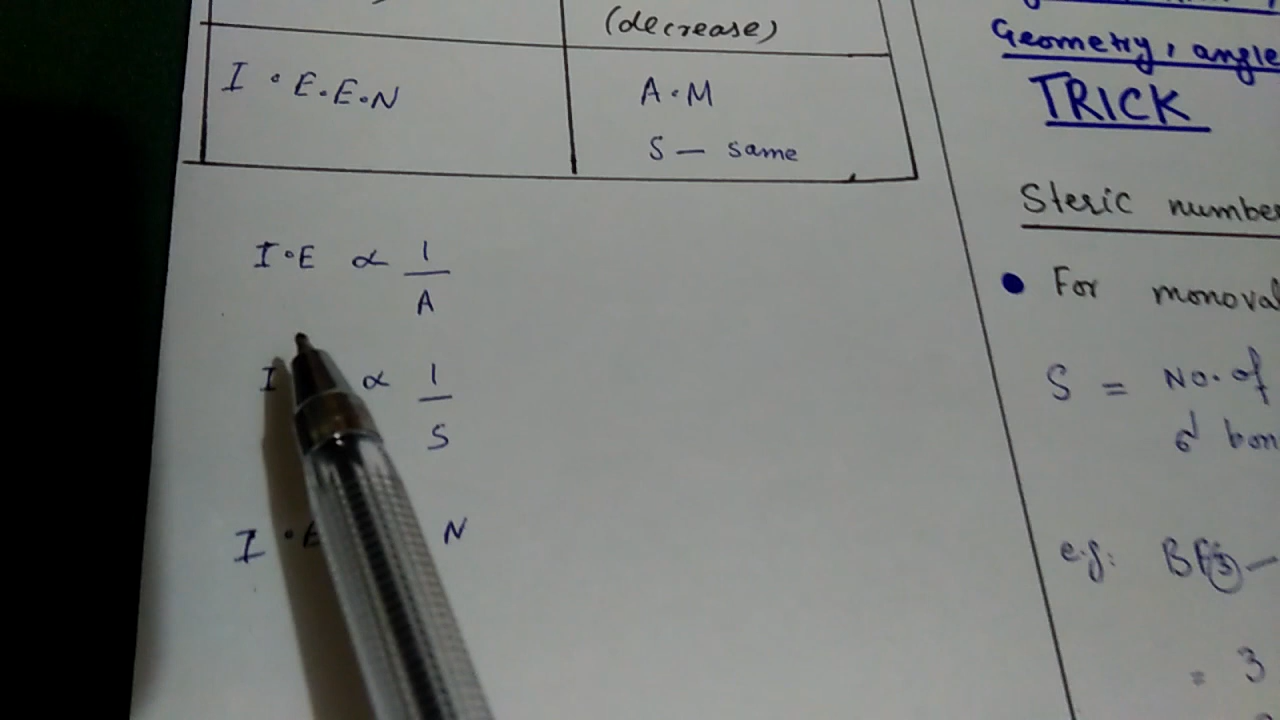 (decrease)
I.E.E.N
A.M
S — same
I.E ∝ 1/A
I ∝ 1/S
I.E N
Geometry, angle
TRICK
Steric number
• For monoval
S = No. of
σ bon
e.g: BF3 —
= 3